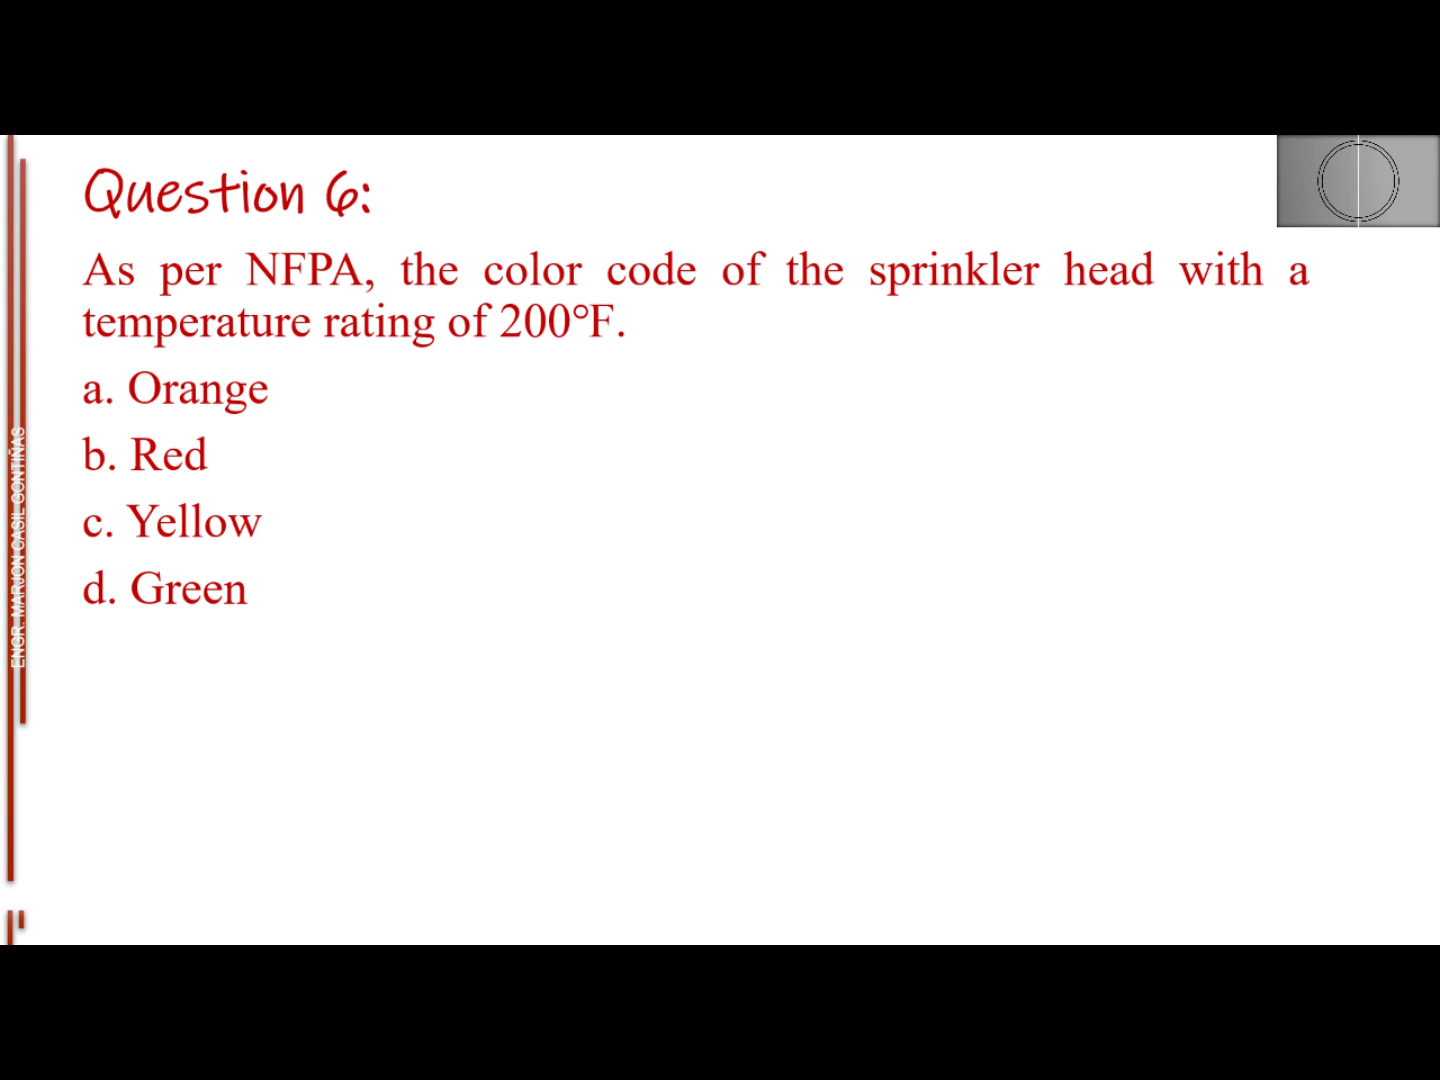 Question 6:
As per NFPA, the color code of the sprinkler head with a
temperature rating of 200°F.
a. Orange
b. Red
c. Yellow
d. Green
ENGR. MARJON CASIL GONTIÑAS